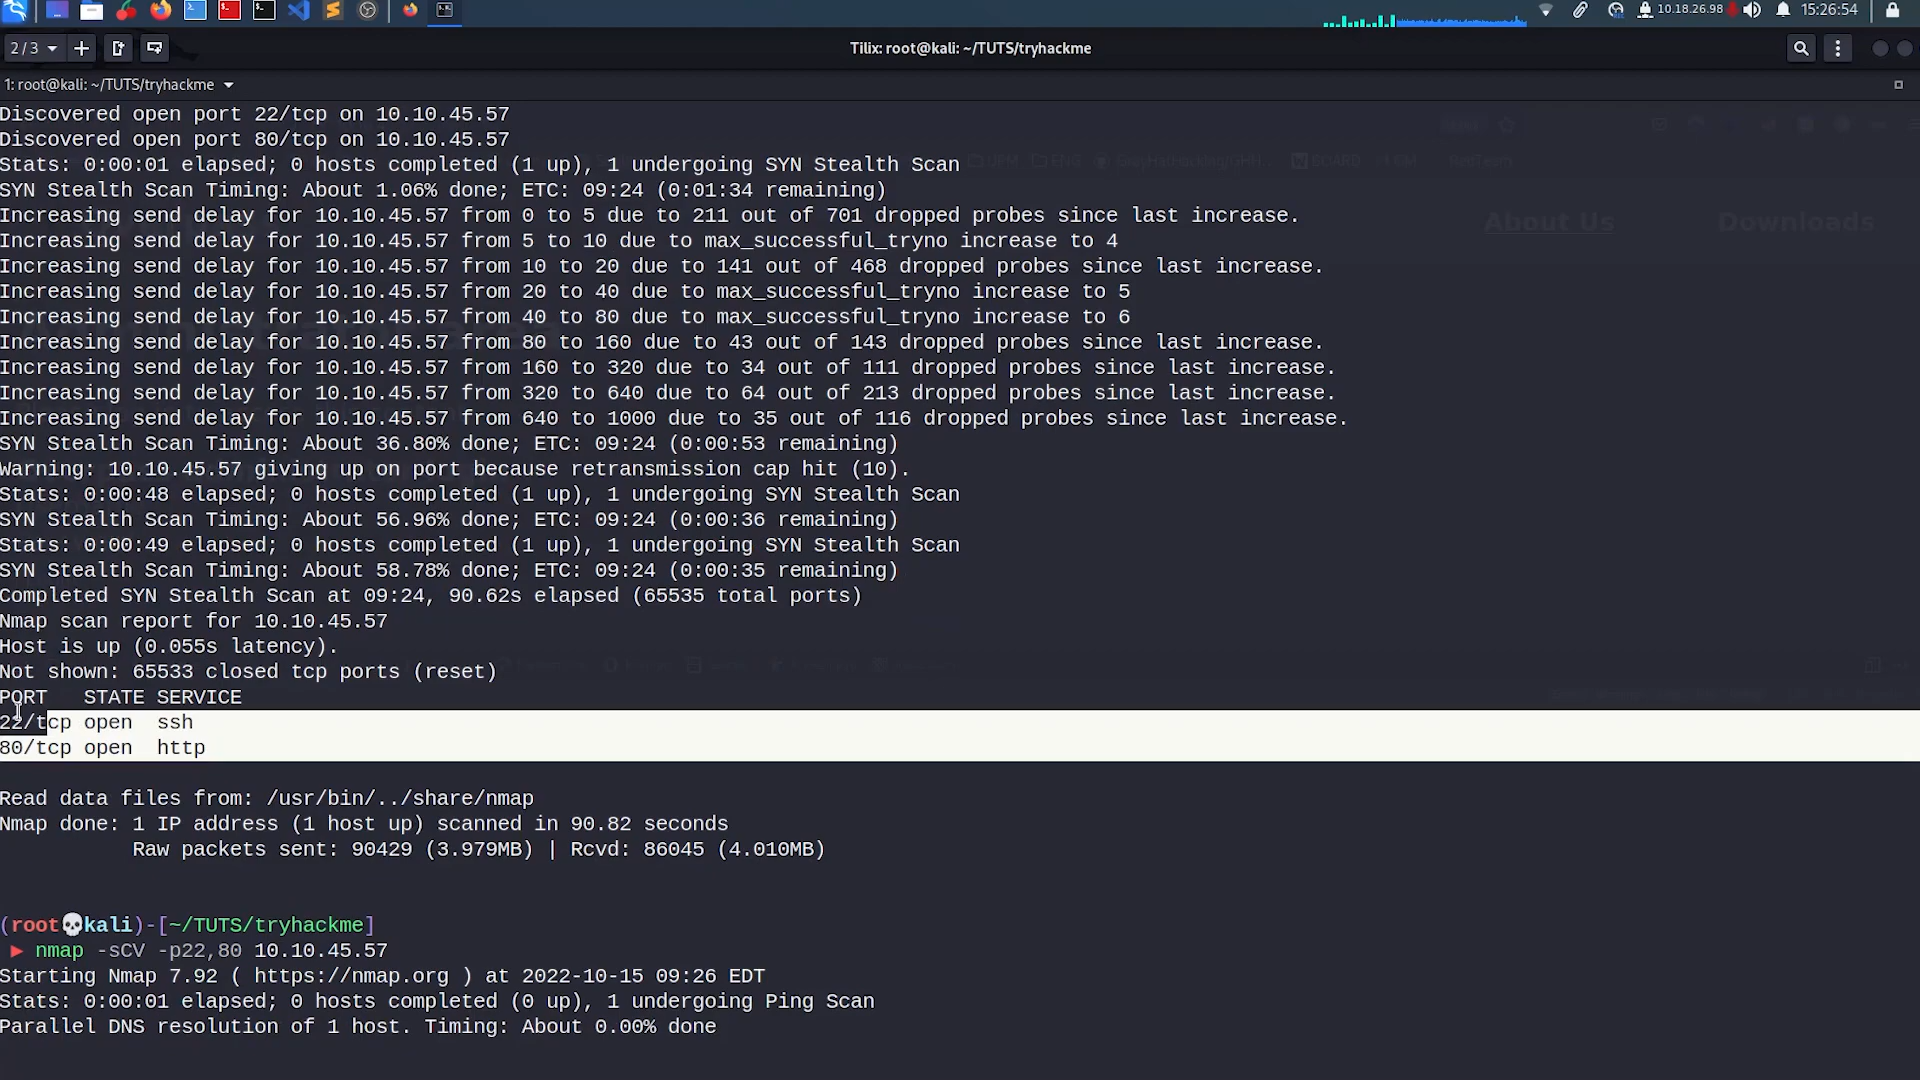 10.18.26.98
15:26:54
2/3
Tilix: root@kali: ~/TUTS/tryhackme
1: root@kali: ~/TUTS/tryhackme
Discovered open port 22/tcp on 10.10.45.57
Discovered open port 80/tcp on 10.10.45.57
Stats: 0:00:01 elapsed; 0 hosts completed (1 up), 1 undergoing SYN Stealth Scan
SYN Stealth Scan Timing: About 1.06% done; ETC: 09:24 (0:01:34 remaining)
Increasing send delay for 10.10.45.57 from 0 to 5 due to 211 out of 701 dropped probes since last increase.
About Us
Downloads
Increasing send delay for 10.10.45.57 from 5 to 10 due to max_successful_tryno increase to 4
Increasing send delay for 10.10.45.57 from 10 to 20 due to 141 out of 468 dropped probes since last increase.
Increasing send delay for 10.10.45.57 from 20 to 40 due to max_successful_tryno increase to 5
Increasing send delay for 10.10.45.57 from 40 to 80 due to max_successful_tryno increase to 6
Increasing send delay for 10.10.45.57 from 80 to 160 due to 43 out of 143 dropped probes since last increase.
Increasing send delay for 10.10.45.57 from 160 to 320 due to 34 out of 111 dropped probes since last increase.
Increasing send delay for 10.10.45.57 from 320 to 640 due to 64 out of 213 dropped probes since last increase.
Increasing send delay for 10.10.45.57 from 640 to 1000 due to 35 out of 116 dropped probes since last increase.
SYN Stealth Scan Timing: About 36.80% done; ETC: 09:24 (0:00:53 remaining)
Warning: 10.10.45.57 giving up on port because retransmission cap hit (10).
Stats: 0:00:48 elapsed; 0 hosts completed (1 up), 1 undergoing SYN Stealth Scan
SYN Stealth Scan Timing: About 56.96% done; ETC: 09:24 (0:00:36 remaining)
Stats: 0:00:49 elapsed; 0 hosts completed (1 up), 1 undergoing SYN Stealth Scan
SYN Stealth Scan Timing: About 58.78% done; ETC: 09:24 (0:00:35 remaining)
Completed SYN Stealth Scan at 09:24, 90.62s elapsed (65535 total ports)
Nmap scan report for 10.10.45.57
Host is up (0.055s latency).
Not shown: 65533 closed tcp ports (reset)
PORT   STATE SERVICE
22/tcp open  ssh
80/tcp open  http
Read data files from: /usr/bin/../share/nmap
Nmap done: 1 IP address (1 host up) scanned in 90.82 seconds
Raw packets sent: 90429 (3.979MB) | Rcvd: 86045 (4.010MB)
(root💀kali)-[~/TUTS/tryhackme]
▶ nmap -sCV -p22,80 10.10.45.57
Starting Nmap 7.92 ( https://nmap.org ) at 2022-10-15 09:26 EDT
Stats: 0:00:01 elapsed; 0 hosts completed (0 up), 1 undergoing Ping Scan
Parallel DNS resolution of 1 host. Timing: About 0.00% done